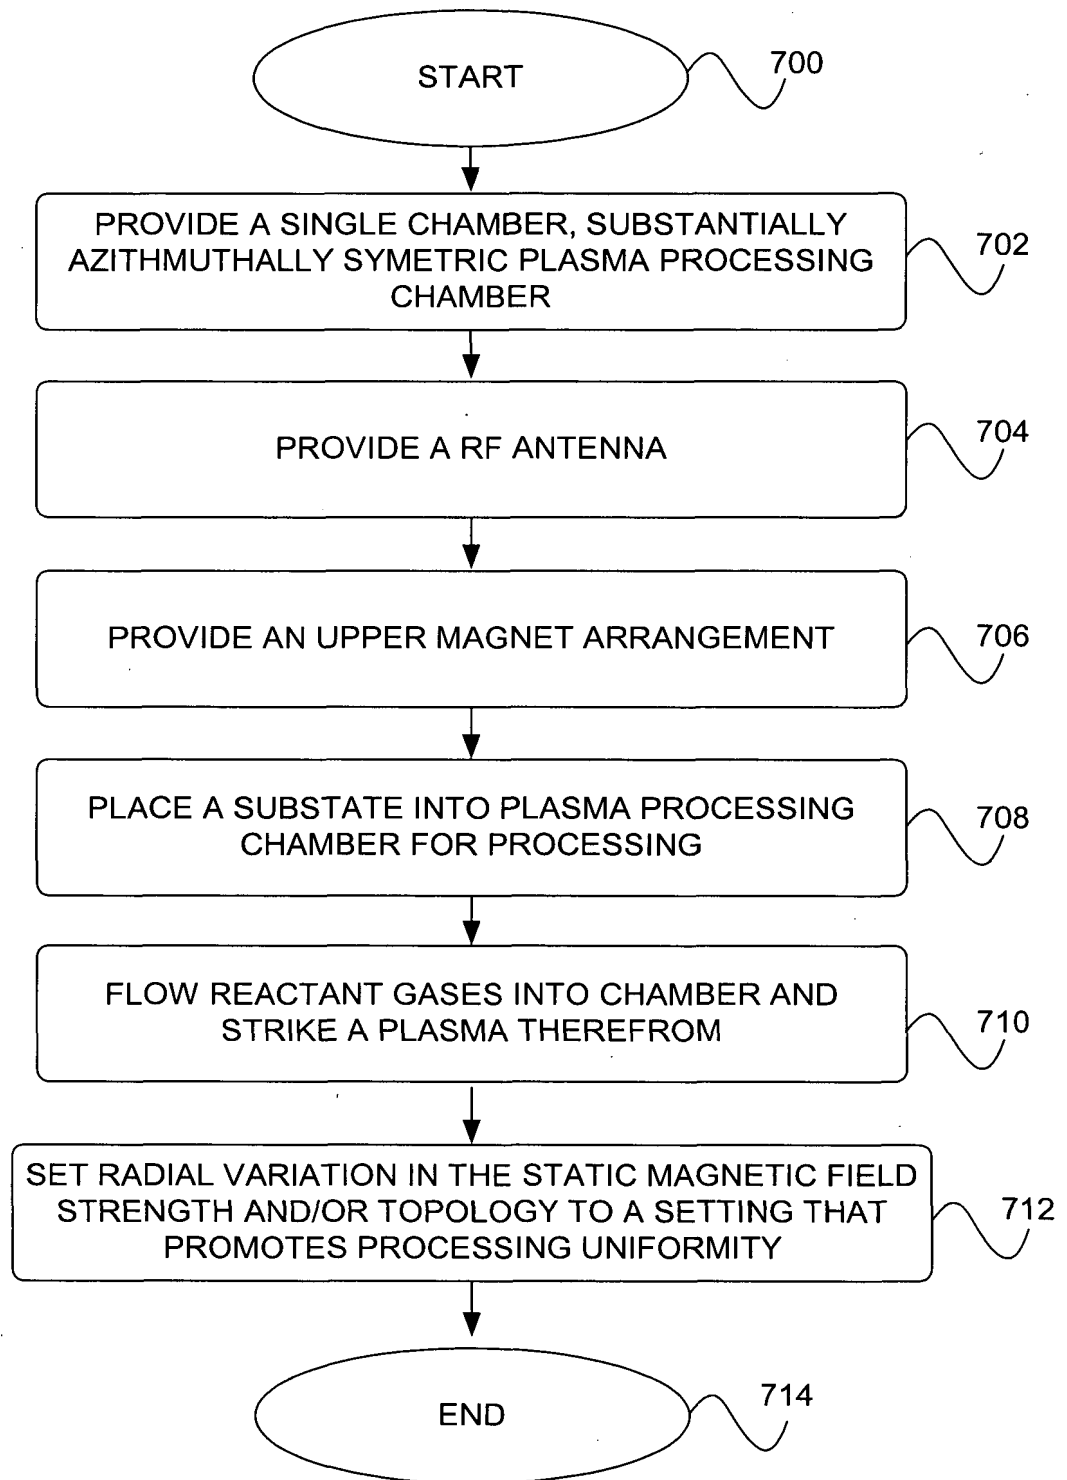 START
700
PROVIDE A SINGLE CHAMBER, SUBSTANTIALLY
AZITHMUTHALLY SYMETRIC PLASMA PROCESSING
CHAMBER
702
PROVIDE A RF ANTENNA
704
PROVIDE AN UPPER MAGNET ARRANGEMENT
706
PLACE A SUBSTATE INTO PLASMA PROCESSING
CHAMBER FOR PROCESSING
708
FLOW REACTANT GASES INTO CHAMBER AND
STRIKE A PLASMA THEREFROM
710
SET RADIAL VARIATION IN THE STATIC MAGNETIC FIELD
STRENGTH AND/OR TOPOLOGY TO A SETTING THAT
PROMOTES PROCESSING UNIFORMITY
712
END
714